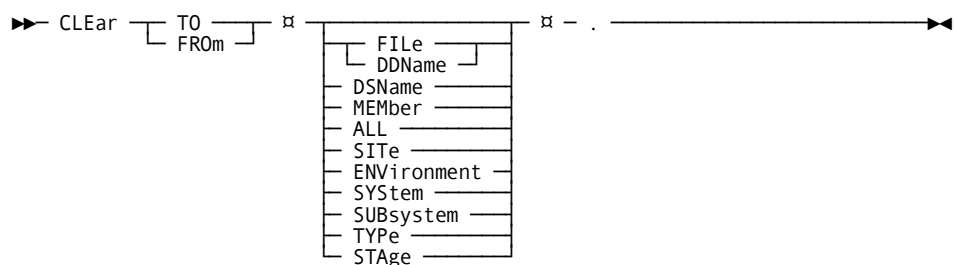 ▶▶─ CLEar ─┬─ TO ───┬─ ¤ ─┬───────────────────┬─ ¤ ─ . ─▶◀
└─ FROm ─┘
├─┬─ FILe ───┬─┤
└─ DDName ─┘
├─ DSName ─┤
├─ MEMber ─┤
├─ ALL ─┤
├─ SITe ─┤
├─ ENVironment ─┤
├─ SYStem ─┤
├─ SUBsystem ─┤
├─ TYPe ─┤
└─ STAge ─┘